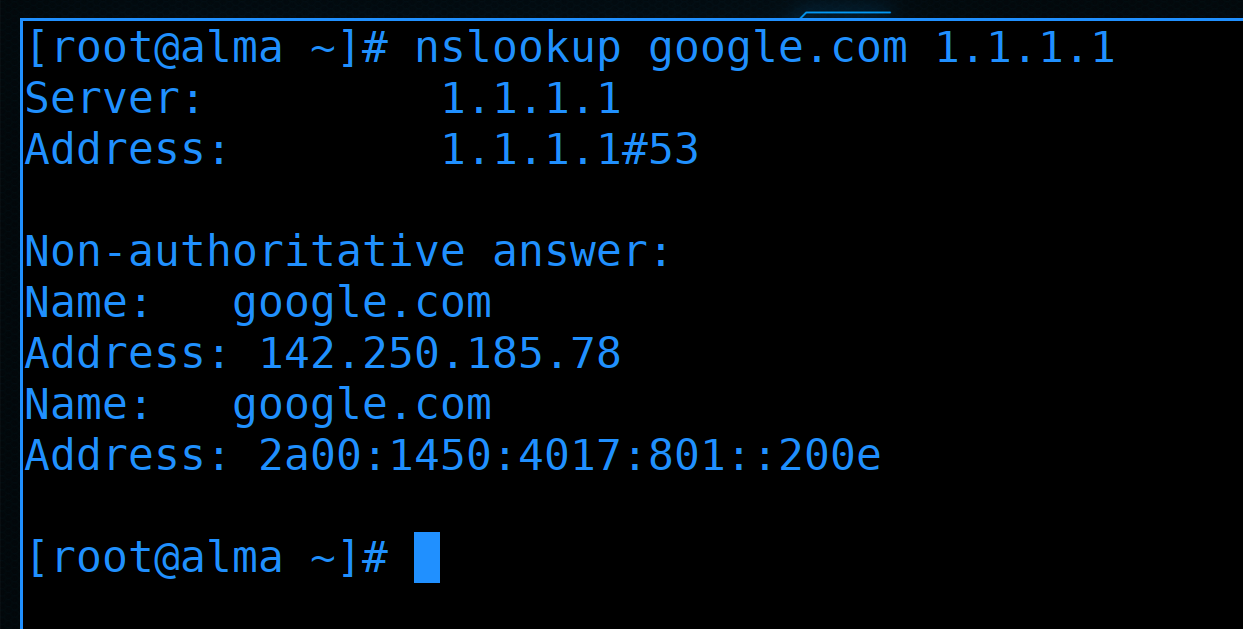 [root@alma ~]# nslookup google.com 1.1.1.1
Server:         1.1.1.1
Address:        1.1.1.1#53
Non-authoritative answer:
Name:   google.com
Address: 142.250.185.78
Name:   google.com
Address: 2a00:1450:4017:801::200e
[root@alma ~]#